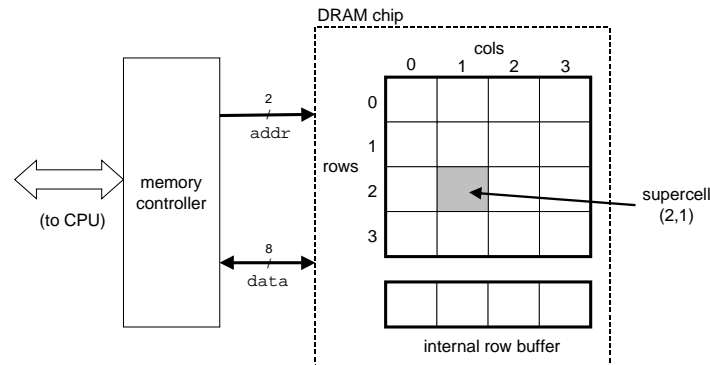 DRAM chip
cols
0 1 2 3
2
addr
0
1
rows
2
3
memory
controller
(to CPU)
supercell
(2,1)
8
data
internal row buffer